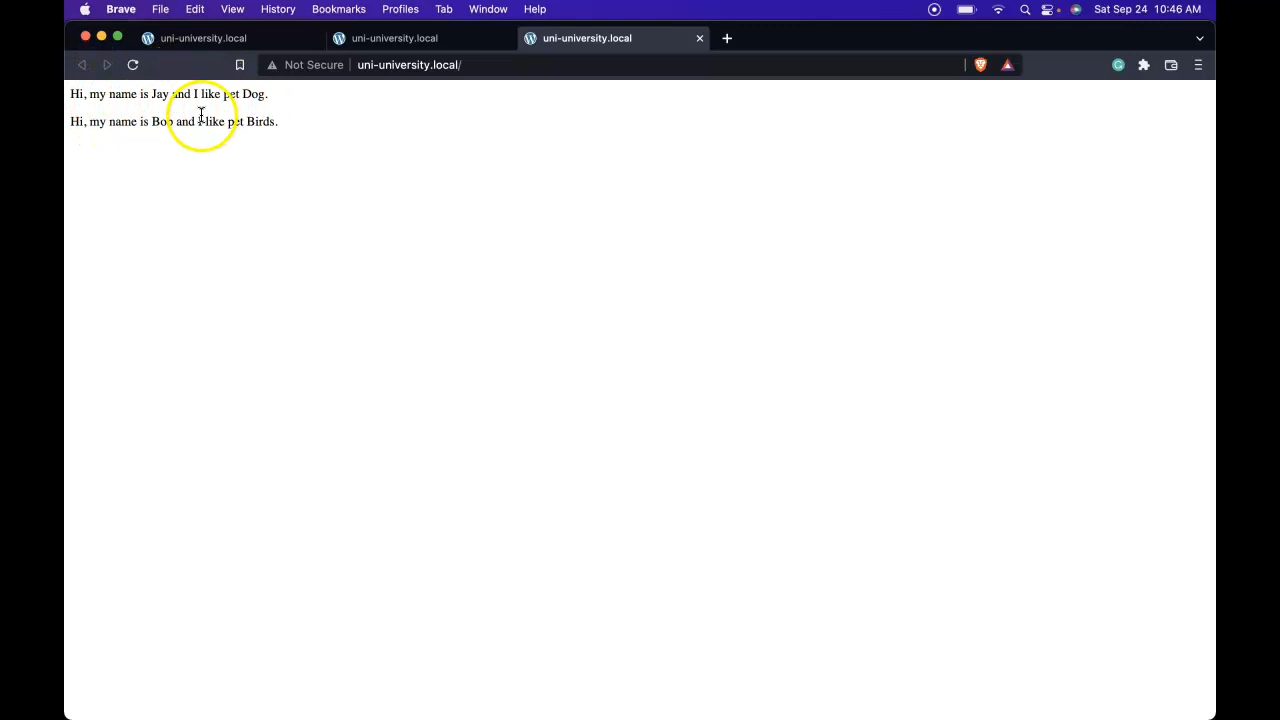 Brave File Edit View History Bookmarks Profiles Tab Window Help Sat Sep 24 10:46 AM
uni-university.local uni-university.local uni-university.local
Not Secure uni-university.local/
Hi, my name is Jay and I like pet Dog.
Hi, my name is Bob and I like pet Birds.